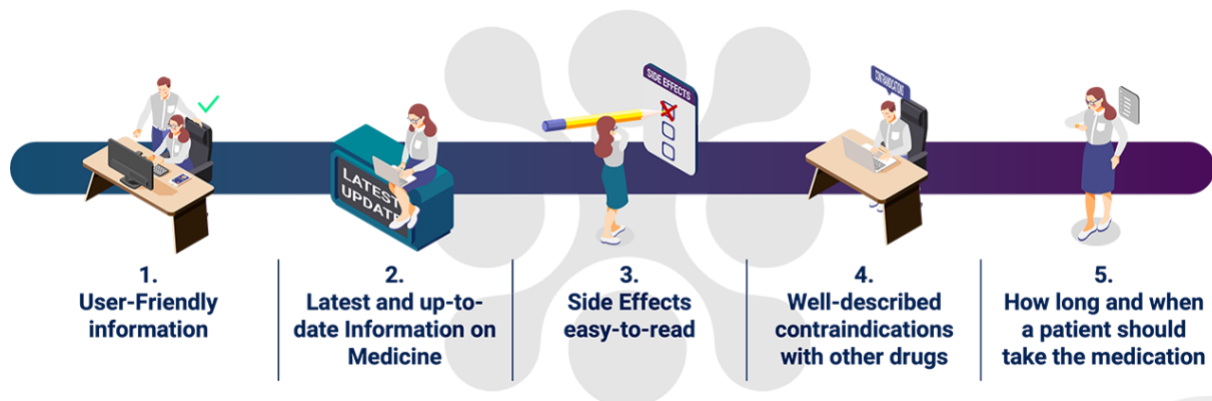 SIDE EFFECTS
LATEST
UPDATE
1.
User-Friendly
information
2.
Latest and up-to-
date Information on
Medicine
3.
Side Effects
easy-to-read
4.
Well-described
contraindications
with other drugs
5.
How long and when
a patient should
take the medication